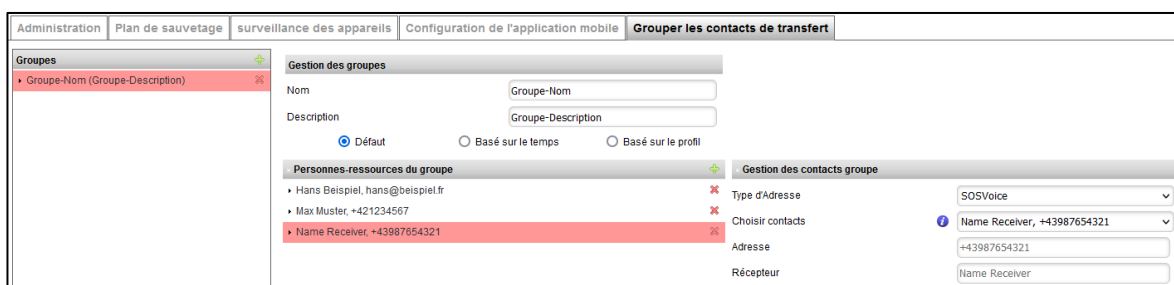 Administration Plan de sauvetage surveillance des appareils Configuration de l'application mobile Grouper les contacts de transfert
Groupes
Groupe-Nom (Groupe-Description)
Gestion des groupes
Nom Groupe-Nom
Description Groupe-Description
Défaut Basé sur le temps Basé sur le profil
Personnes-ressources du groupe
Hans Beispiel, hans@beispiel.fr
Max Muster, +421234567
Name Receiver, +43987654321
Gestion des contacts groupe
Type d'Adresse SOSVoice
Choisir contacts Name Receiver, +43987654321
Adresse +43987654321
Récepteur Name Receiver